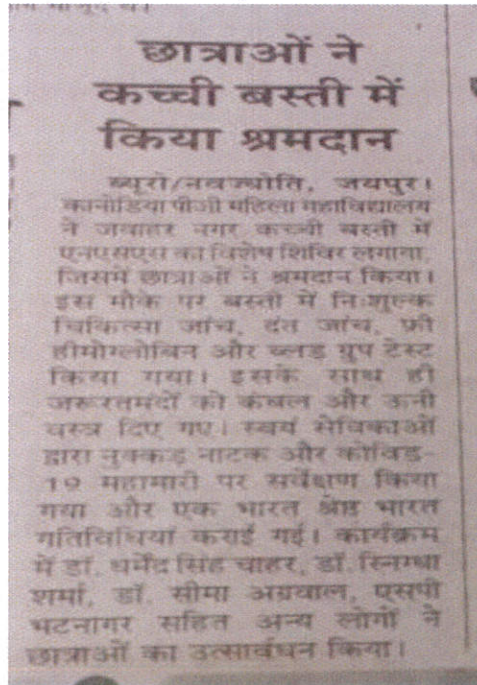 छात्राओं ने
कच्ची बस्ती में
किया श्रमदान
ब्यूरो/नवज्योति, जयपुर।
कानोडिया पीजी महिला महाविद्यालय
ने जवाहर नगर कच्ची बस्ती में
एनएसएस का विशेष शिविर लगाया,
जिसमें छात्राओं ने श्रमदान किया।
इस मौके पर बस्ती में निःशुल्क
चिकित्सा जांच, दंत जांच, फ्री
हीमोग्लोबिन और ब्लड ग्रुप टेस्ट
किया गया। इसके साथ ही
जरूरतमंदों को कंबल और ऊनी
वस्त्र दिए गए। स्वयं सेविकाओं
द्वारा नुक्कड़ नाटक और कोविड-
19 महामारी पर सर्वेक्षण किया
गया और एक भारत श्रेष्ठ भारत
गतिविधियां कराई गई। कार्यक्रम
में डॉ. धर्मेंद्र सिंह चाहर, डॉ. स्निग्धा
शर्मा, डॉ. सीमा अग्रवाल, एसपी
भटनागर सहित अन्य लोगों ने
छात्राओं का उत्सार्वधन किया।